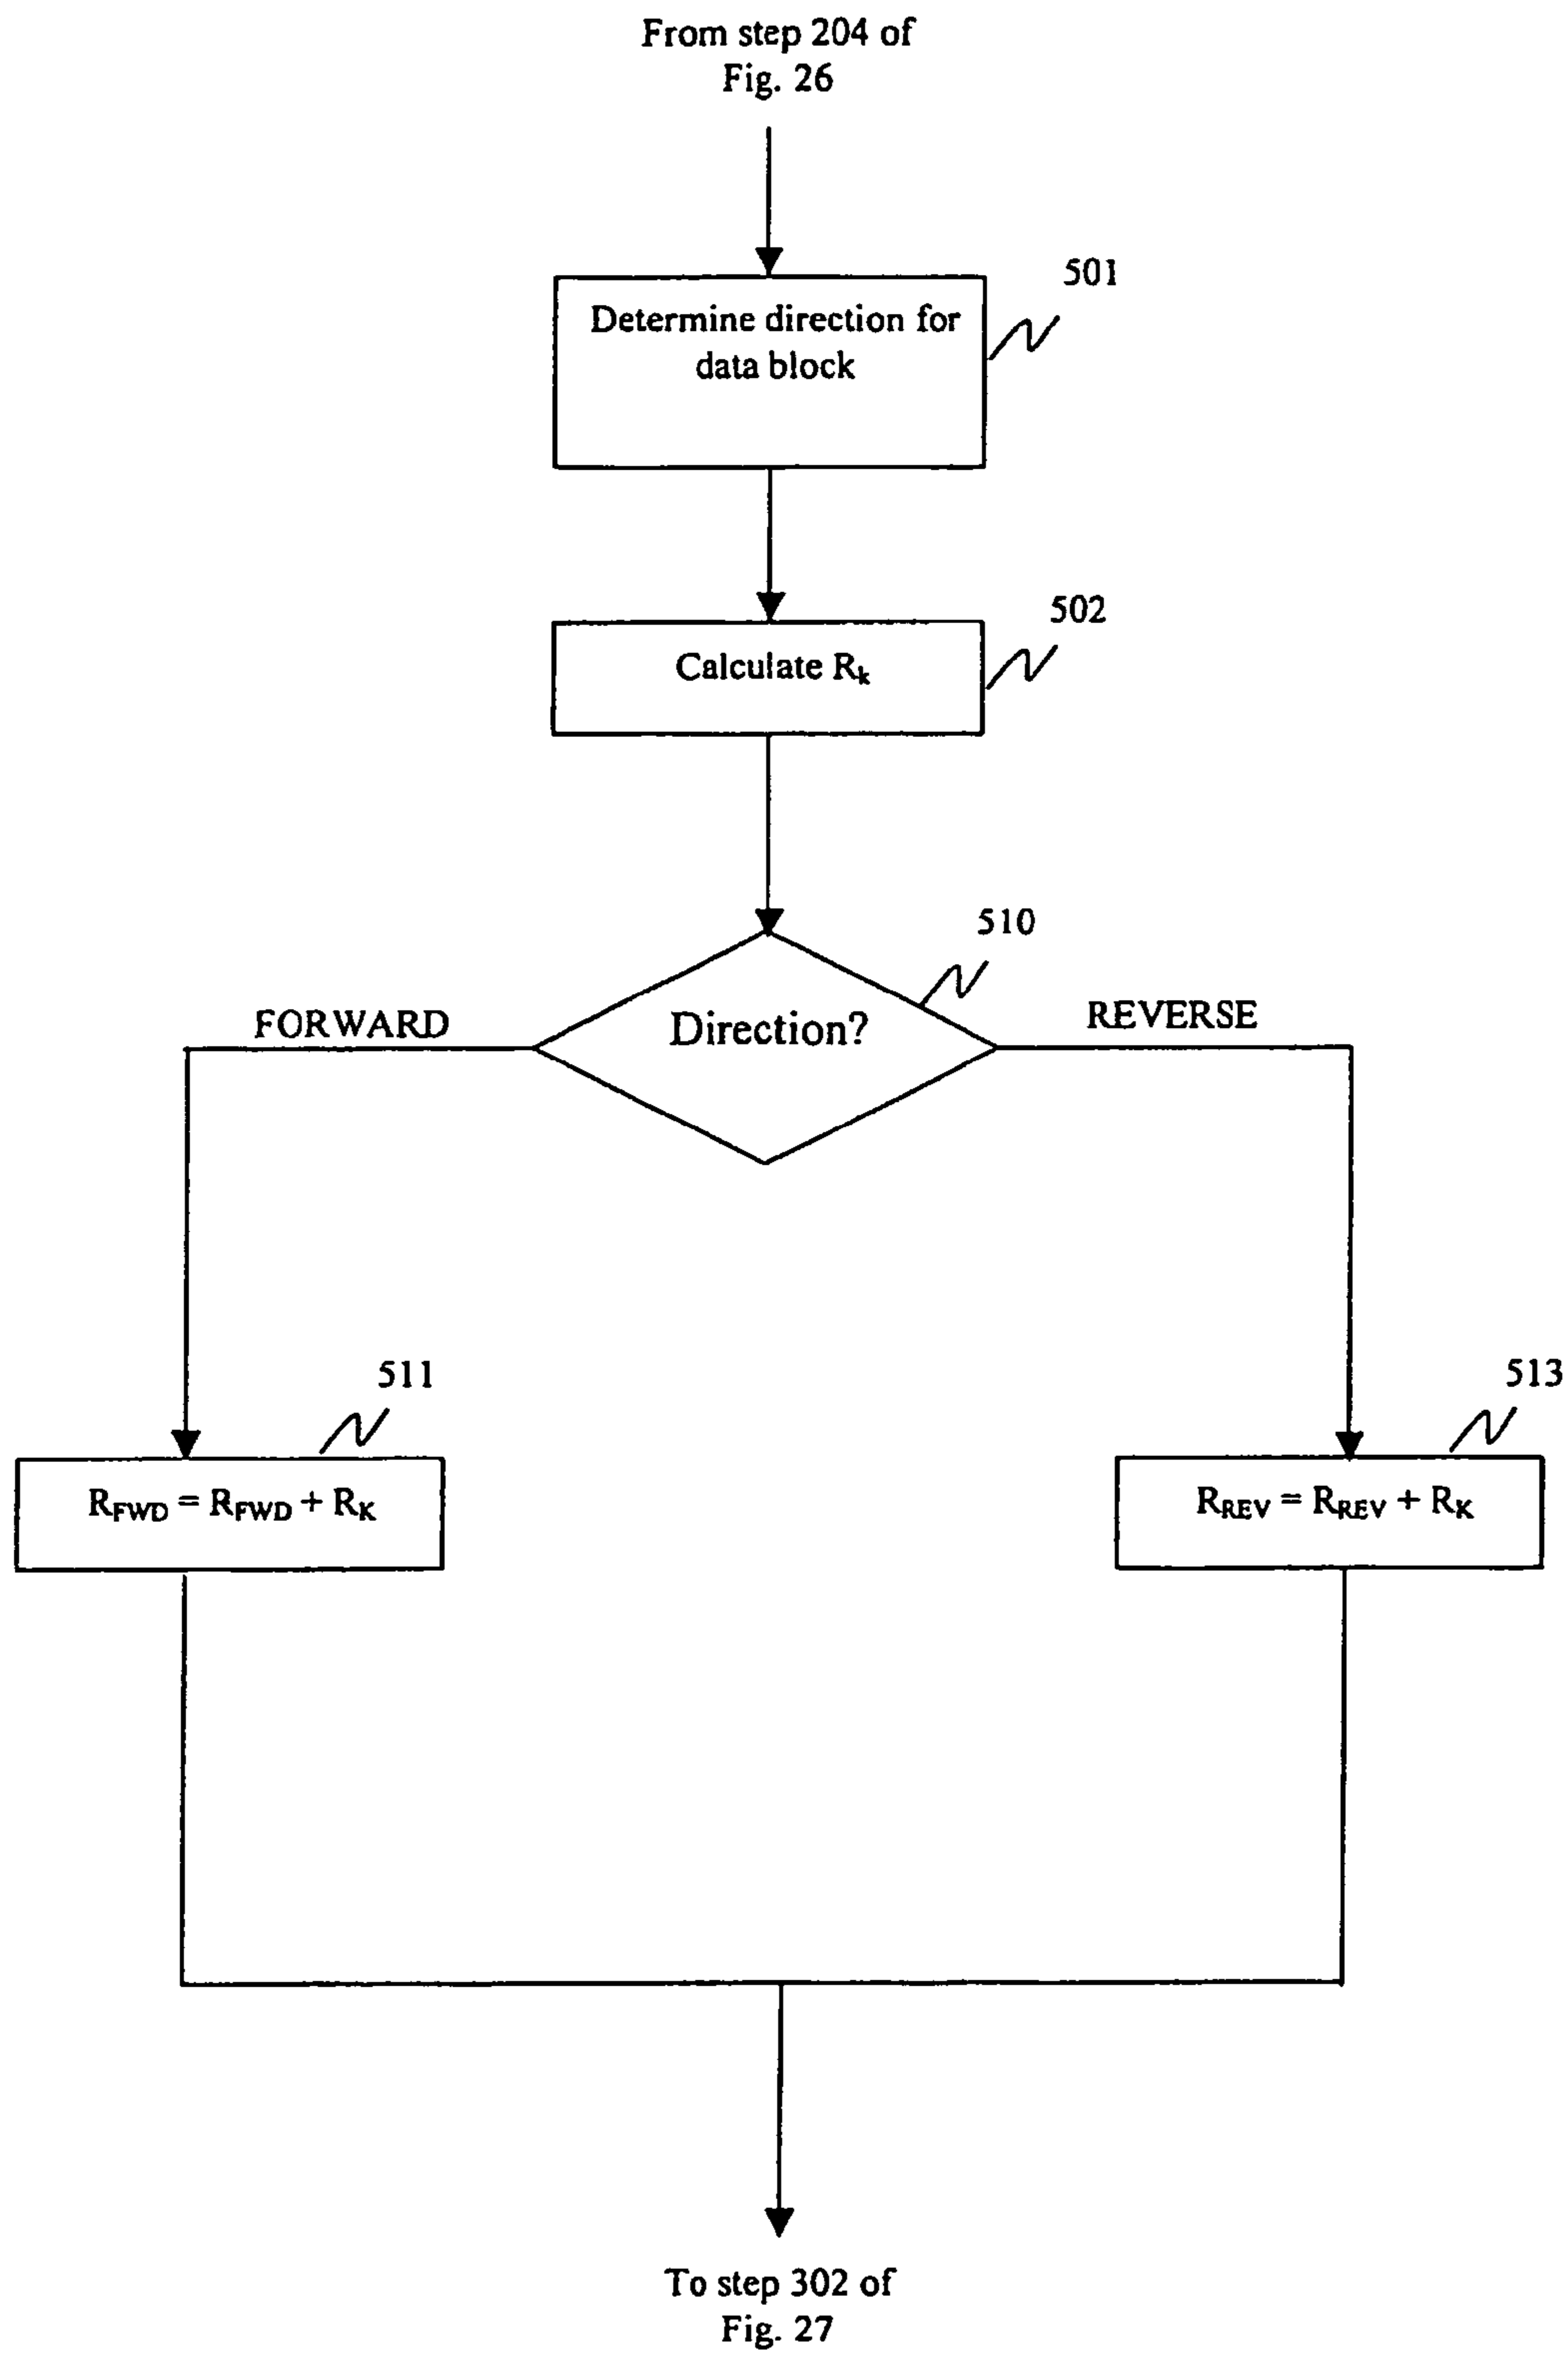 From step 204 of
Fig. 26
501
Determine direction for
data block
502
Calculate Rk
510
Direction?
FORWARD
REVERSE
511
513
RFWD = RFWD + RK
RREV = RREV + RK
To step 302 of
Fig. 27